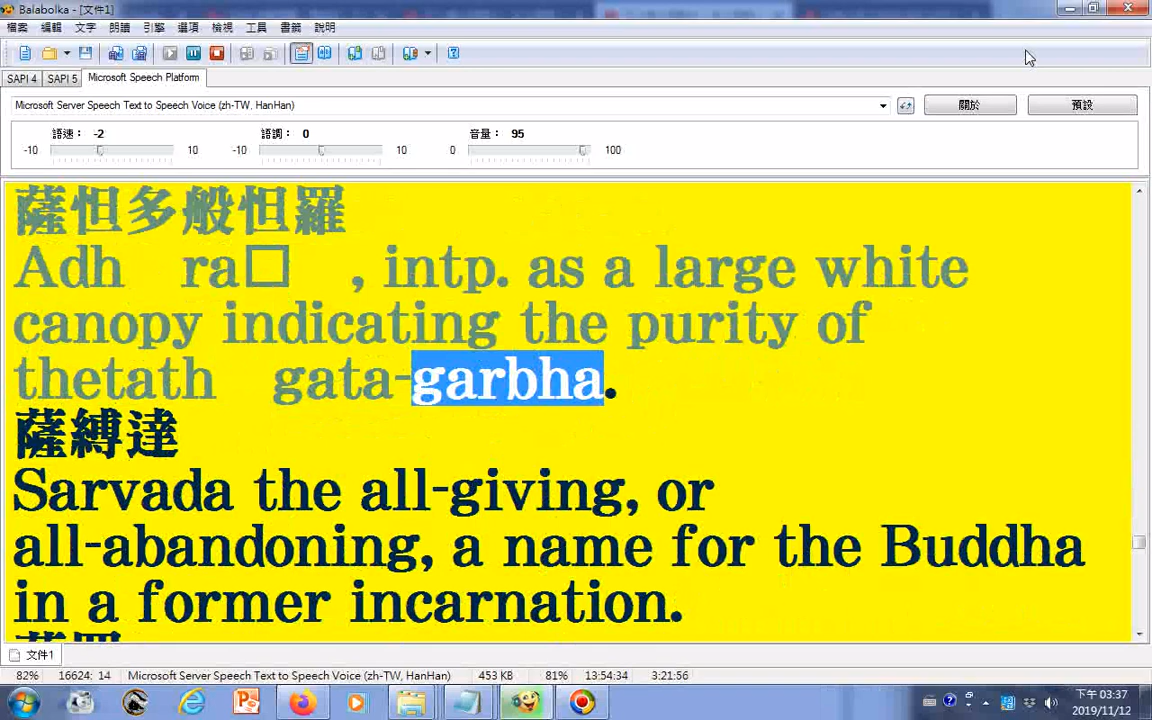 Balabolka - [文件1]
檔案 編輯 文字 朗讀 引擎 選項 檢視 工具 書籤 說明
SAPI 4 SAPI 5 Microsoft Speech Platform
Microsoft Server Speech Text to Speech Voice (zh-TW, HanHan) 關於 預設
語速： -2 語調： 0 音量： 95
-10 10 -10 10 0 100
薩怛多般怛羅
Adh ra□ , intp. as a large white
canopy indicating the purity of
thetath gata-garbha.
薩縛達
Sarvada the all-giving, or
all-abandoning, a name for the Buddha
in a former incarnation.
文件1
82% 16624: 14 Microsoft Server Speech Text to Speech Voice (zh-TW, HanHan) 453 KB 81% 13:54:34 3:21:56
下午 03:37
2019/11/12